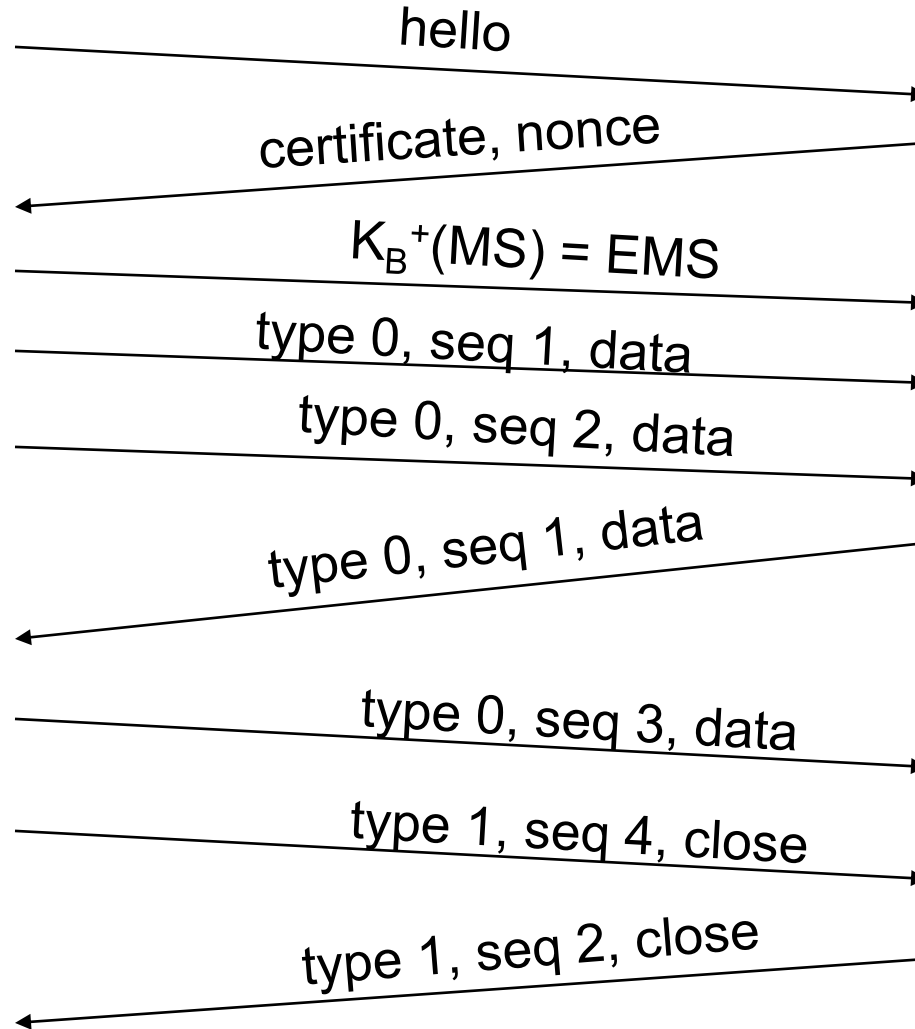 hello
certificate, nonce
K_B⁺(MS) = EMS
type 0, seq 1, data
type 0, seq 2, data
type 0, seq 1, data
type 0, seq 3, data
type 1, seq 4, close
type 1, seq 2, close